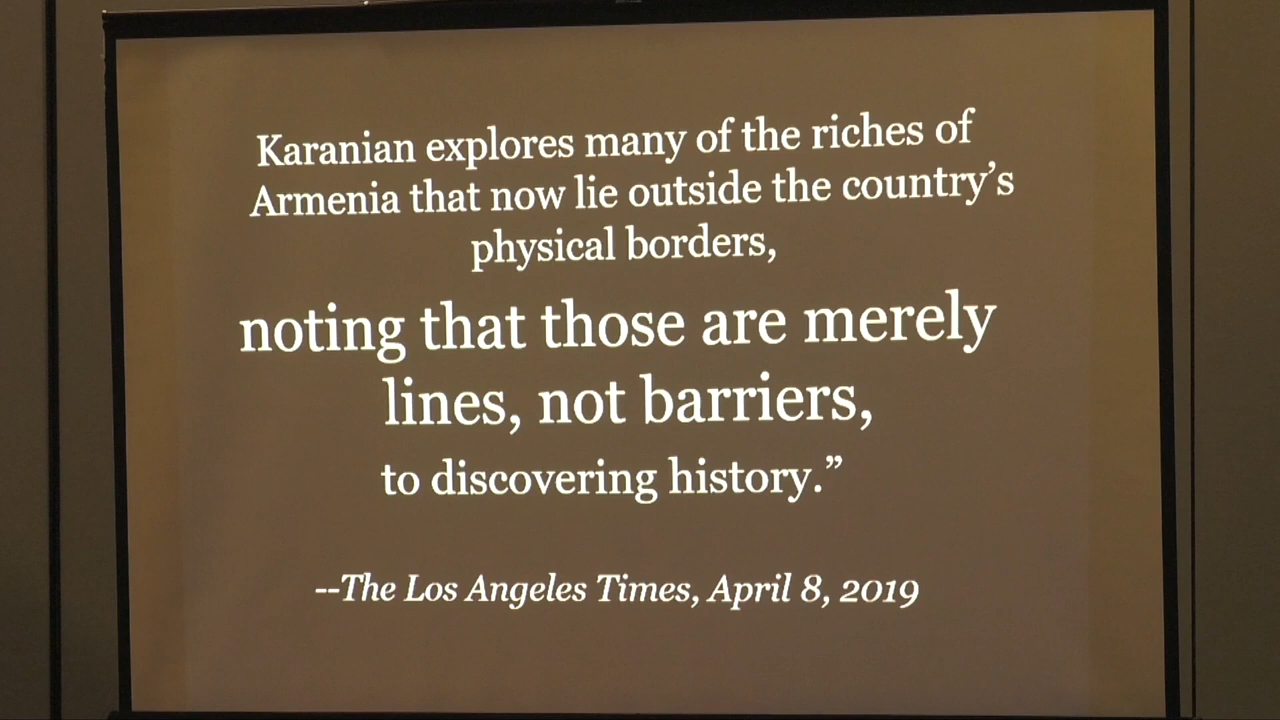 Karanian explores many of the riches of
Armenia that now lie outside the country’s
physical borders,
noting that those are merely
lines, not barriers,
to discovering history.”
--The Los Angeles Times, April 8, 2019